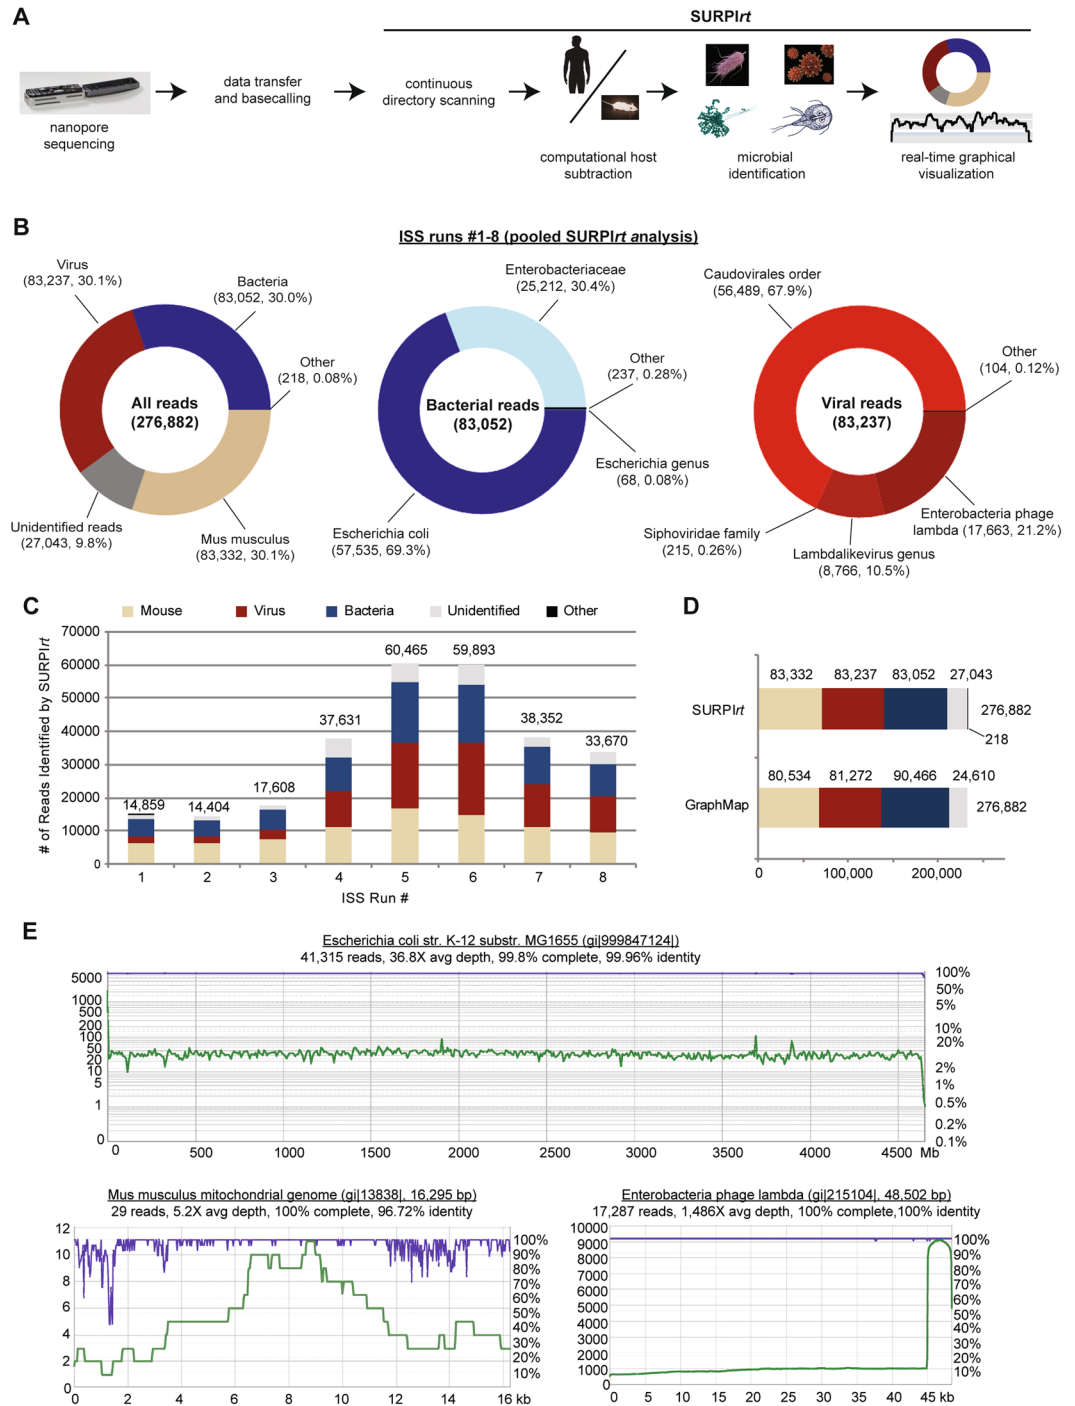 A
SURPIrt
nanopore
sequencing
data transfer
and basecalling
continuous
directory scanning
computational host
subtraction
microbial
identification
real-time graphical
visualization
B
ISS runs #1-8 (pooled SURPIrt analysis)
Virus
(83,237, 30.1%)
Bacteria
(83,052, 30.0%)
Other
(218, 0.08%)
All reads
(276,882)
Unidentified reads
(27,043, 9.8%)
Mus musculus
(83,332, 30.1%)
Enterobacteriaceae
(25,212, 30.4%)
Other
(237, 0.28%)
Bacterial reads
(83,052)
Escherichia genus
(68, 0.08%)
Escherichia coli
(57,535, 69.3%)
Caudovirales order
(56,489, 67.9%)
Other
(104, 0.12%)
Viral reads
(83,237)
Enterobacteria phage
lambda (17,663, 21.2%)
Siphoviridae family
(215, 0.26%)
Lambdalikevirus genus
(8,766, 10.5%)
C
Mouse Virus Bacteria Unidentified Other
# of Reads Identified by SURPIrt
70000
60000
50000
40000
30000
20000
10000
0
14,859
14,404
17,608
37,631
60,465
59,893
38,352
33,670
1 2 3 4 5 6 7 8
ISS Run #
D
83,332 83,237 83,052 27,043
SURPIrt
276,882
218
80,534 81,272 90,466 24,610
GraphMap
276,882
0 100,000 200,000
E
Escherichia coli str. K-12 substr. MG1655 (gi|999847124|)
41,315 reads, 36.8X avg depth, 99.8% complete, 99.96% identity
5000
1000
500
200
100
50
20
10
5
1
0
100%
50%
5%
10%
20%
2%
1%
0.5%
0.2%
0.1%
0 500 1000 1500 2000 2500 3000 3500 4000 4500 Mb
Mus musculus mitochondrial genome (gi|13838|, 16,295 bp)
29 reads, 5.2X avg depth, 100% complete, 96.72% identity
12
11
10
8
6
4
2
0
100%
90%
80%
70%
60%
50%
40%
30%
20%
10%
0 2 4 6 8 10 12 14 16 kb
Enterobacteria phage lambda (gi|215104|, 48,502 bp)
17,287 reads, 1,486X avg depth, 100% complete,100% identity
10000
9000
8000
7000
6000
5000
4000
3000
2000
1000
0
100%
90%
80%
70%
60%
50%
40%
30%
20%
10%
0 5 10 15 20 25 30 35 40 45 kb